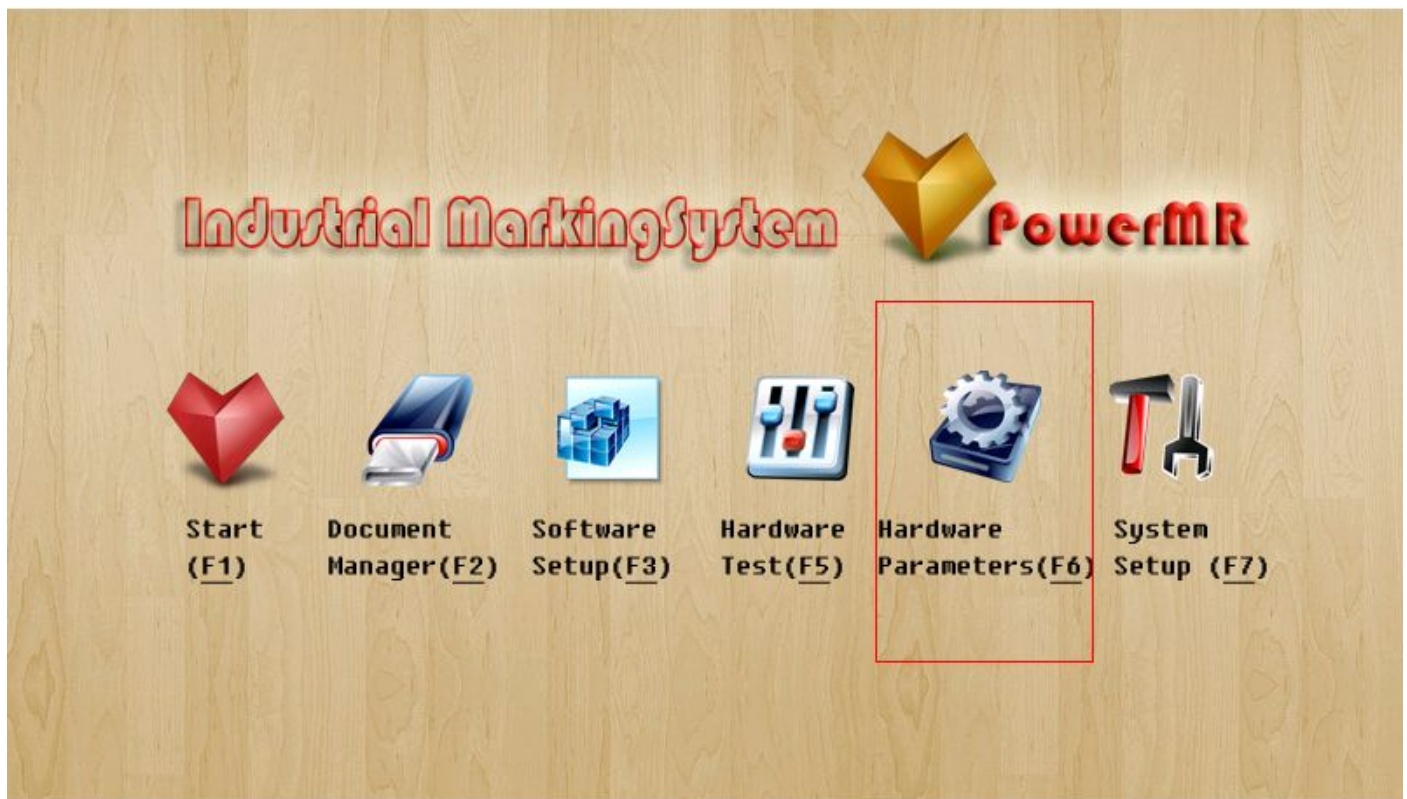 Industrial MarkingSystem PowerMR
Start
(F1)
Document
Manager(F2)
Software
Setup(F3)
Hardware
Test(F5)
Hardware
Parameters(F6)
System
Setup (F7)